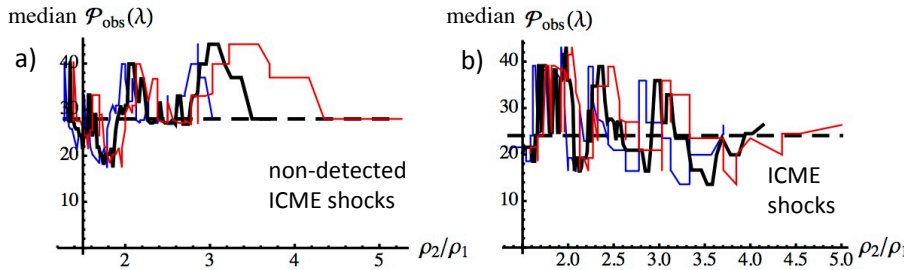 median 𝒫obs(λ)
a)
40
30
20
10
non-detected
ICME shocks
2
3
4
5
ρ2/ρ1
median 𝒫obs(λ)
b)
40
30
20
10
ICME
shocks
2.0
2.5
3.0
3.5
4.0
4.5
5.0
ρ2/ρ1